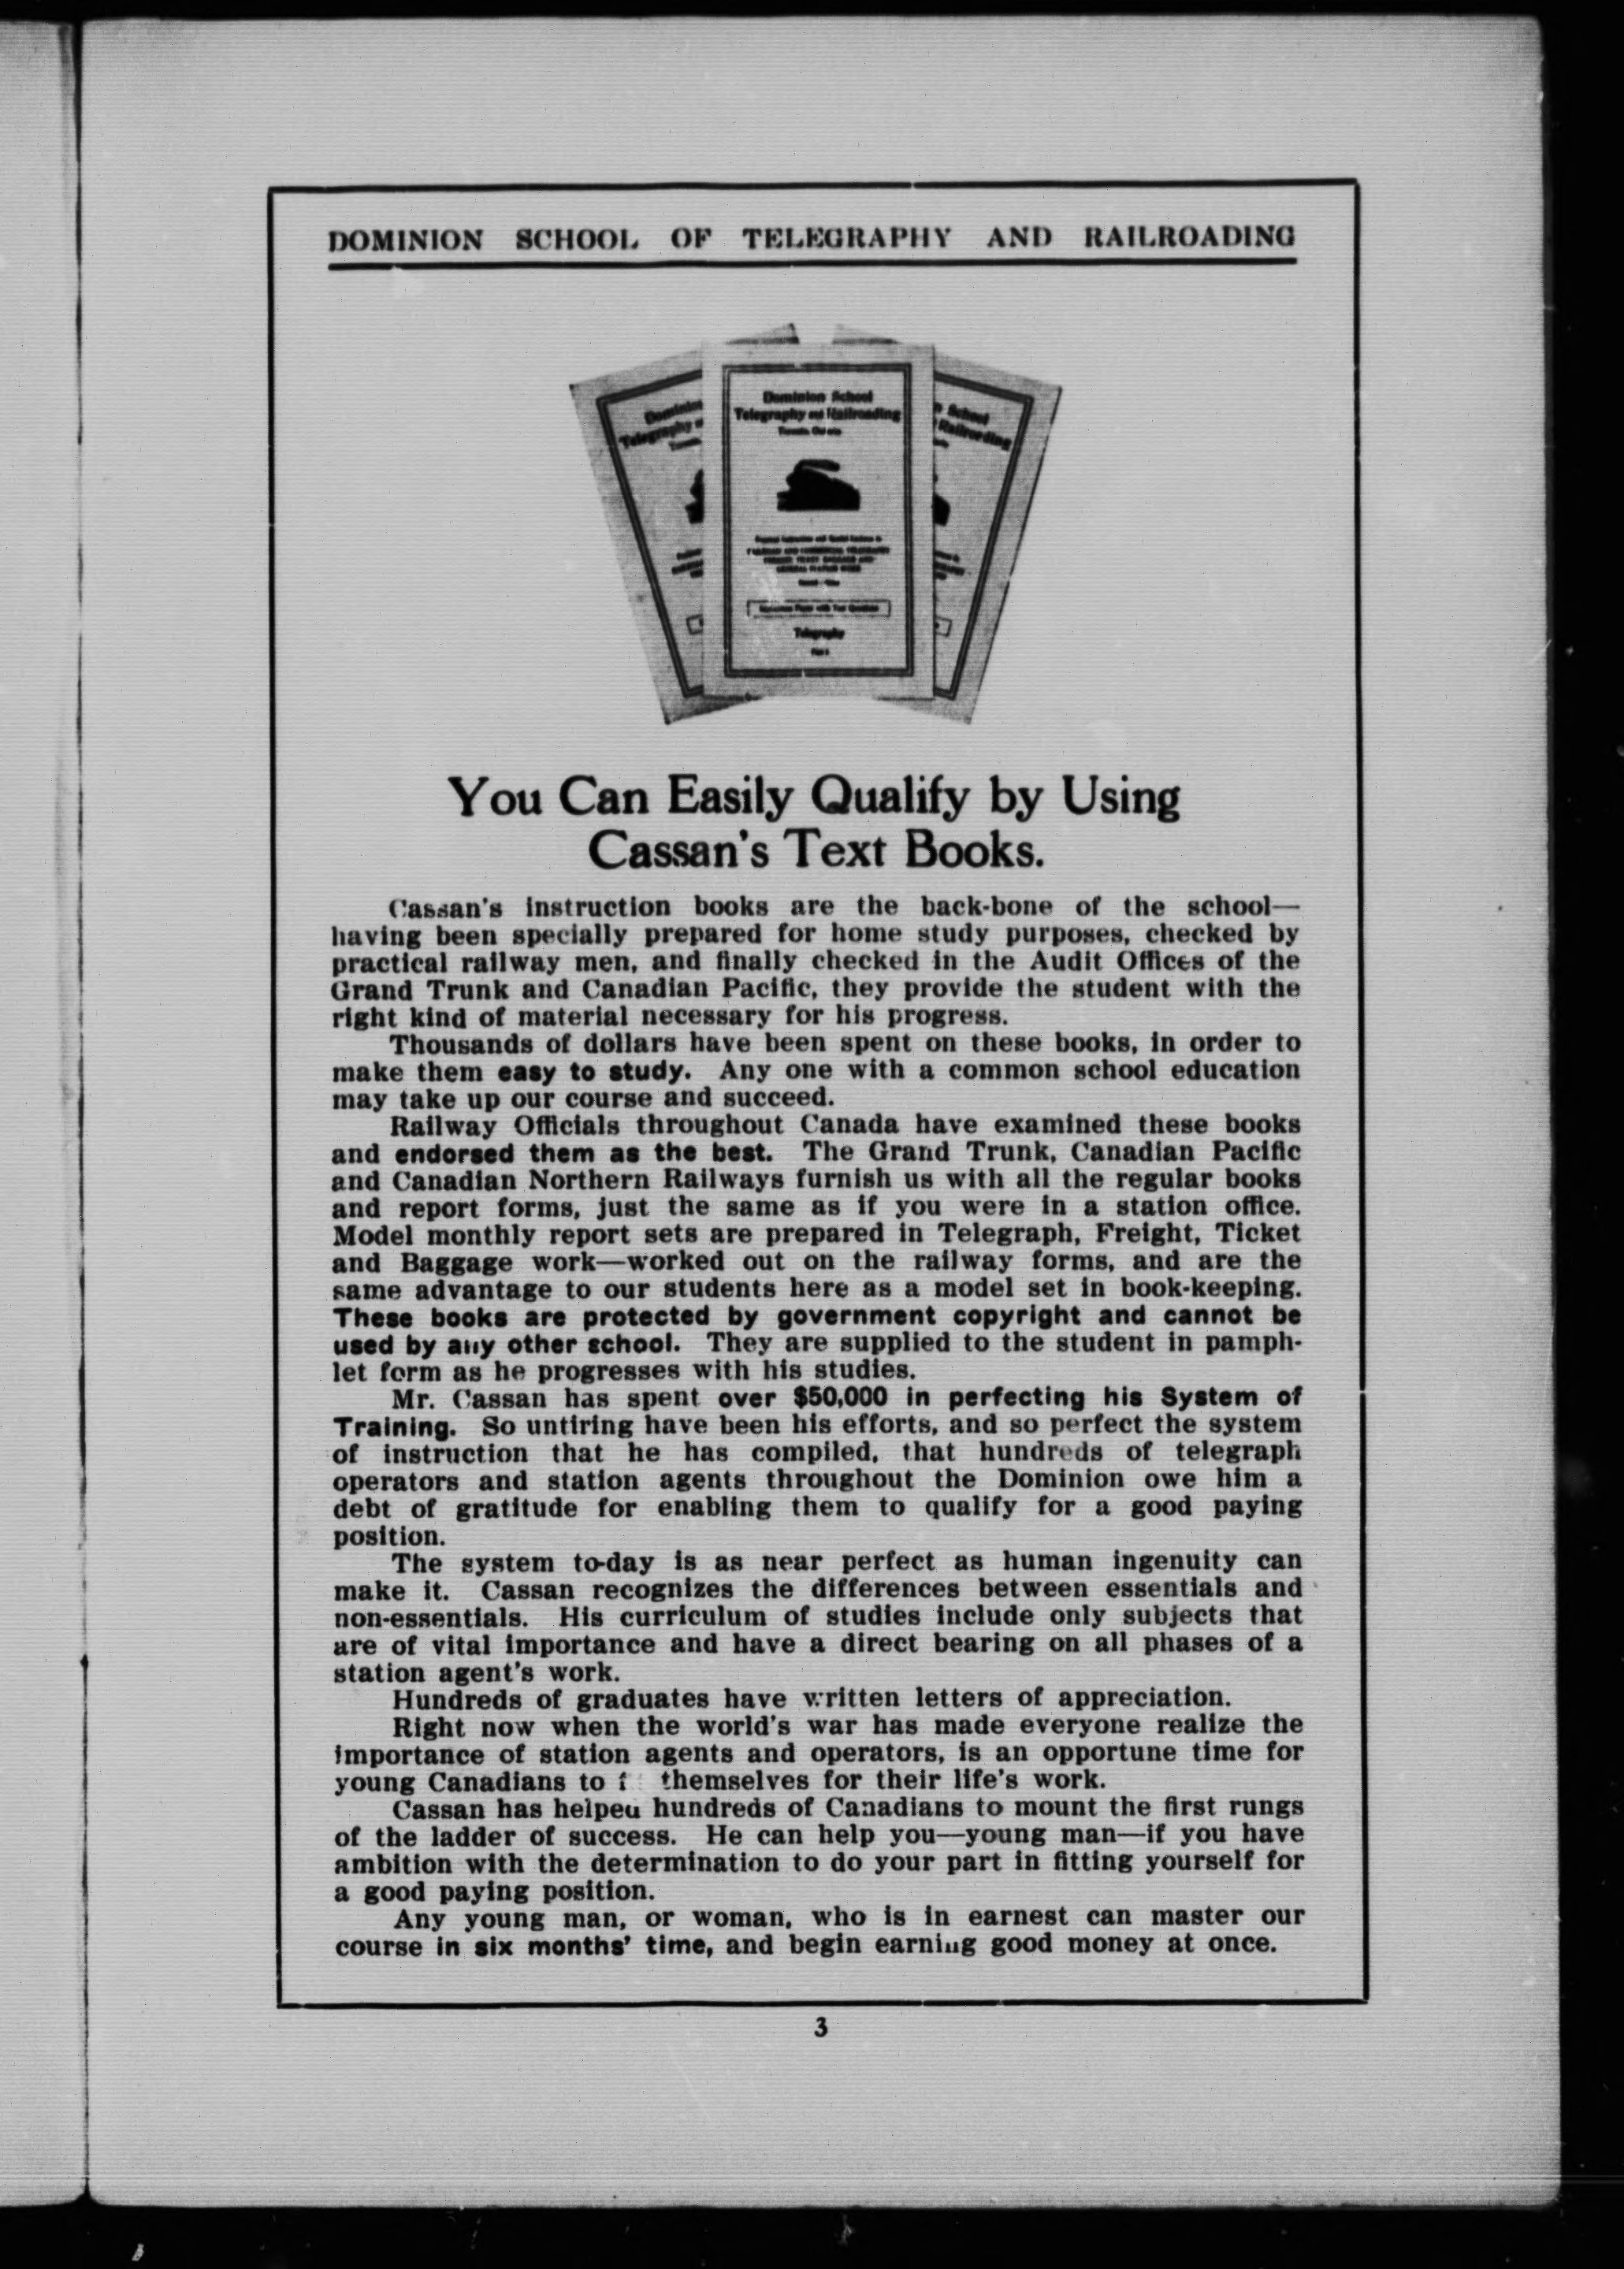 DOMINION SCHOOL OF TELEGRAPHY AND RAILROADING
Dominion School
Telegraphy and Railroading
Telegraphy
You Can Easily Qualify by Using
Cassan's Text Books.
Cassan's instruction books are the back-bone of the school—
having been specially prepared for home study purposes, checked by
practical railway men, and finally checked in the Audit Offices of the
Grand Trunk and Canadian Pacific, they provide the student with the
right kind of material necessary for his progress.
Thousands of dollars have been spent on these books, in order to
make them easy to study. Any one with a common school education
may take up our course and succeed.
Railway Officials throughout Canada have examined these books
and endorsed them as the best. The Grand Trunk, Canadian Pacific
and Canadian Northern Railways furnish us with all the regular books
and report forms, just the same as if you were in a station office.
Model monthly report sets are prepared in Telegraph, Freight, Ticket
and Baggage work—worked out on the railway forms, and are the
same advantage to our students here as a model set in book-keeping.
These books are protected by government copyright and cannot be
used by any other school. They are supplied to the student in pamph-
let form as he progresses with his studies.
Mr. Cassan has spent over $50,000 in perfecting his System of
Training. So untiring have been his efforts, and so perfect the system
of instruction that he has compiled, that hundreds of telegraph
operators and station agents throughout the Dominion owe him a
debt of gratitude for enabling them to qualify for a good paying
position.
The system to-day is as near perfect as human ingenuity can
make it. Cassan recognizes the differences between essentials and
non-essentials. His curriculum of studies include only subjects that
are of vital importance and have a direct bearing on all phases of a
station agent's work.
Hundreds of graduates have written letters of appreciation.
Right now when the world's war has made everyone realize the
importance of station agents and operators, is an opportune time for
young Canadians to themselves for their life's work.
Cassan has helped hundreds of Canadians to mount the first rungs
of the ladder of success. He can help you—young man—if you have
ambition with the determination to do your part in fitting yourself for
a good paying position.
Any young man, or woman, who is in earnest can master our
course in six months' time, and begin earning good money at once.
3